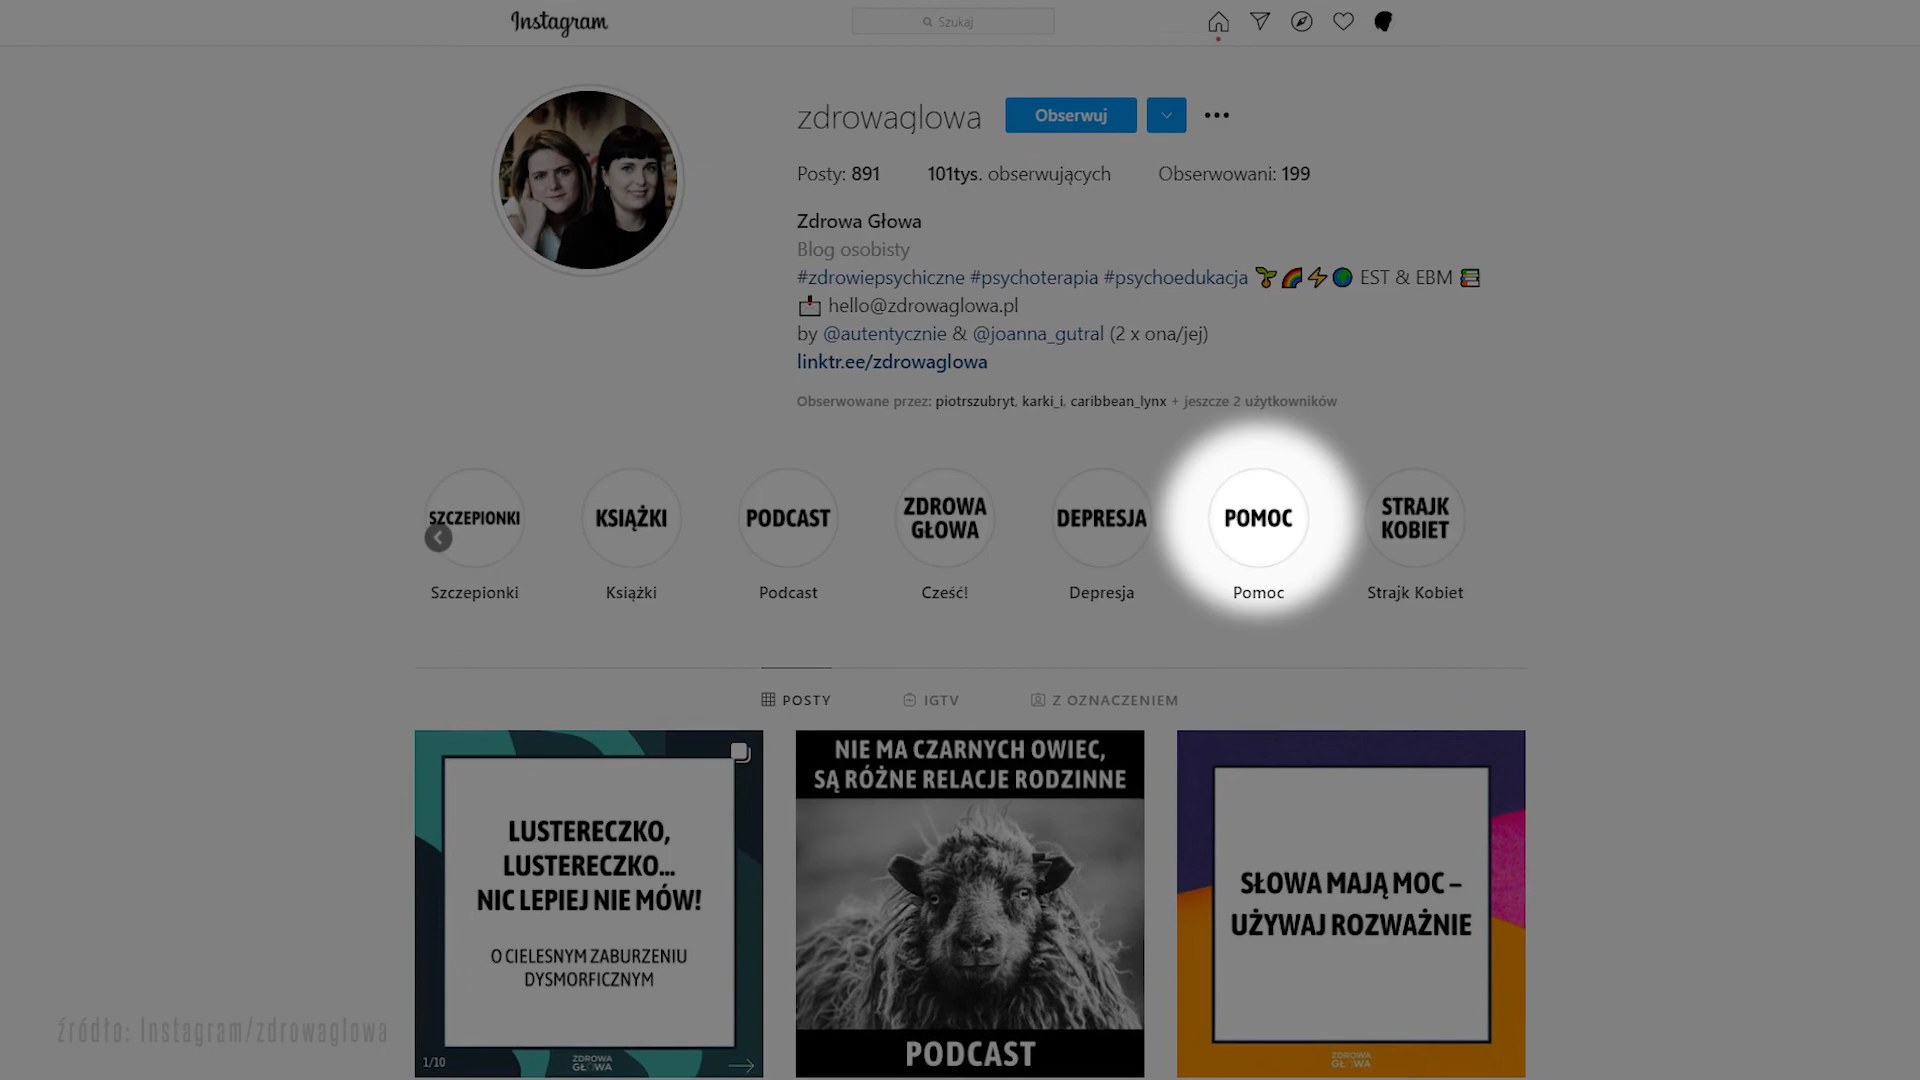 Instagram
Szukaj
zdrowaglowa
Obserwuj
Posty: 891
101tys. obserwujących
Obserwowani: 199
Zdrowa Głowa
Blog osobisty
#zdrowiepsychiczne #psychoterapia #psychoedukacja EST & EBM
hello@zdrowaglowa.pl
by @autentycznie & @joanna_gutral (2 x ona/jej)
linktr.ee/zdrowaglowa
Obserwowane przez: piotrszubryt, karki_i, caribbean_lynx + jeszcze 2 użytkowników
SZCZEPIONKI
KSIĄŻKI
PODCAST
ZDROWA
GŁOWA
DEPRESJA
POMOC
STRAJK
KOBIET
Szczepionki
Książki
Podcast
Cześć!
Depresja
Pomoc
Strajk Kobiet
POSTY
IGTV
Z OZNACZENIEM
LUSTERECZKO,
LUSTERECZKO...
NIC LEPIEJ NIE MÓW!
O CIELESNYM ZABURZENIU
DYSMORFICZNYM
1/10
ZDROWA
GŁOWA
NIE MA CZARNYCH OWIEC,
SĄ RÓŻNE RELACJE RODZINNE
PODCAST
SŁOWA MAJĄ MOC –
UŻYWAJ ROZWAŻNIE
ZDROWA
GŁOWA
źródło: Instagram/zdrowaglowa